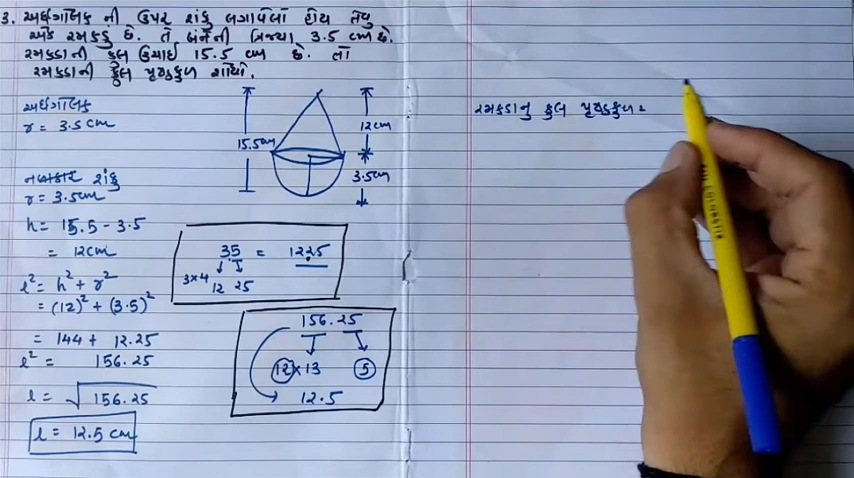 3. અર્ધગોલક ની ઉપર શંકુ લગાવેલો હોય તેવુ
એક રમકડું છે. તે બંનેની ત્રિજ્યા 3.5 cm છે.
રમકડાની કુલ ઉંચાઈ 15.5 cm છે. તો
રમકડાની કુલ પૃષ્ઠફળ શોધો.
અર્ધગોલક
r = 3.5 cm
નળાકાર શંકુ
r = 3.5cm
h = 15.5 - 3.5
= 12cm
l² = h² + r²
= (12)² + (3.5)²
= 144 + 12.25
l² = 156.25
l = √156.25
l = 12.5 cm
15.5cm
12cm
3.5cm
35 = 1225
3×4
12 25
156.25
12×13 5
12.5
રમકડાનુ કુલ પૃષ્ઠફળ =